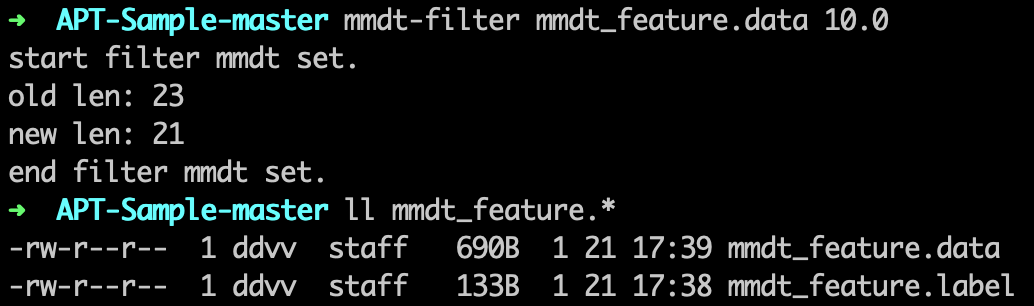 ➜  APT-Sample-master mmdt-filter mmdt_feature.data 10.0
start filter mmdt set.
old len: 23
new len: 21
end filter mmdt set.
➜  APT-Sample-master ll mmdt_feature.*
-rw-r--r--  1 ddvv  staff   690B  1 21 17:39 mmdt_feature.data
-rw-r--r--  1 ddvv  staff   133B  1 21 17:38 mmdt_feature.label